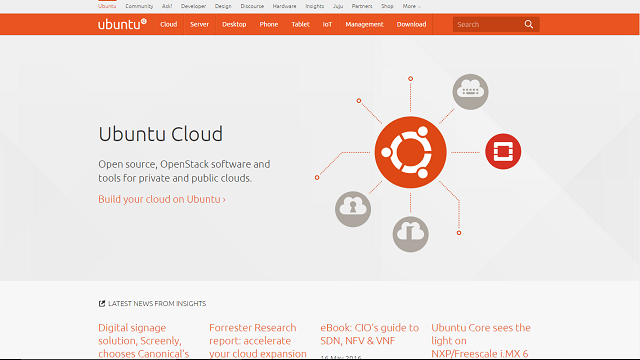 Ubuntu Community Ask! Developer Design Discourse Hardware Insights Juju Partners Shop More
ubuntu Cloud Server Desktop Phone Tablet IoT Management Download Search
Ubuntu Cloud
Open source, OpenStack software and
tools for private and public clouds.
Build your cloud on Ubuntu ›
LATEST NEWS FROM INSIGHTS
Digital signage
solution, Screenly,
chooses Canonical's
Forrester Research
report: accelerate
your cloud expansion
eBook: CIO's guide to
SDN, NFV & VNF
16 May 2016
Ubuntu Core sees the
light on
NXP/Freescale i.MX 6